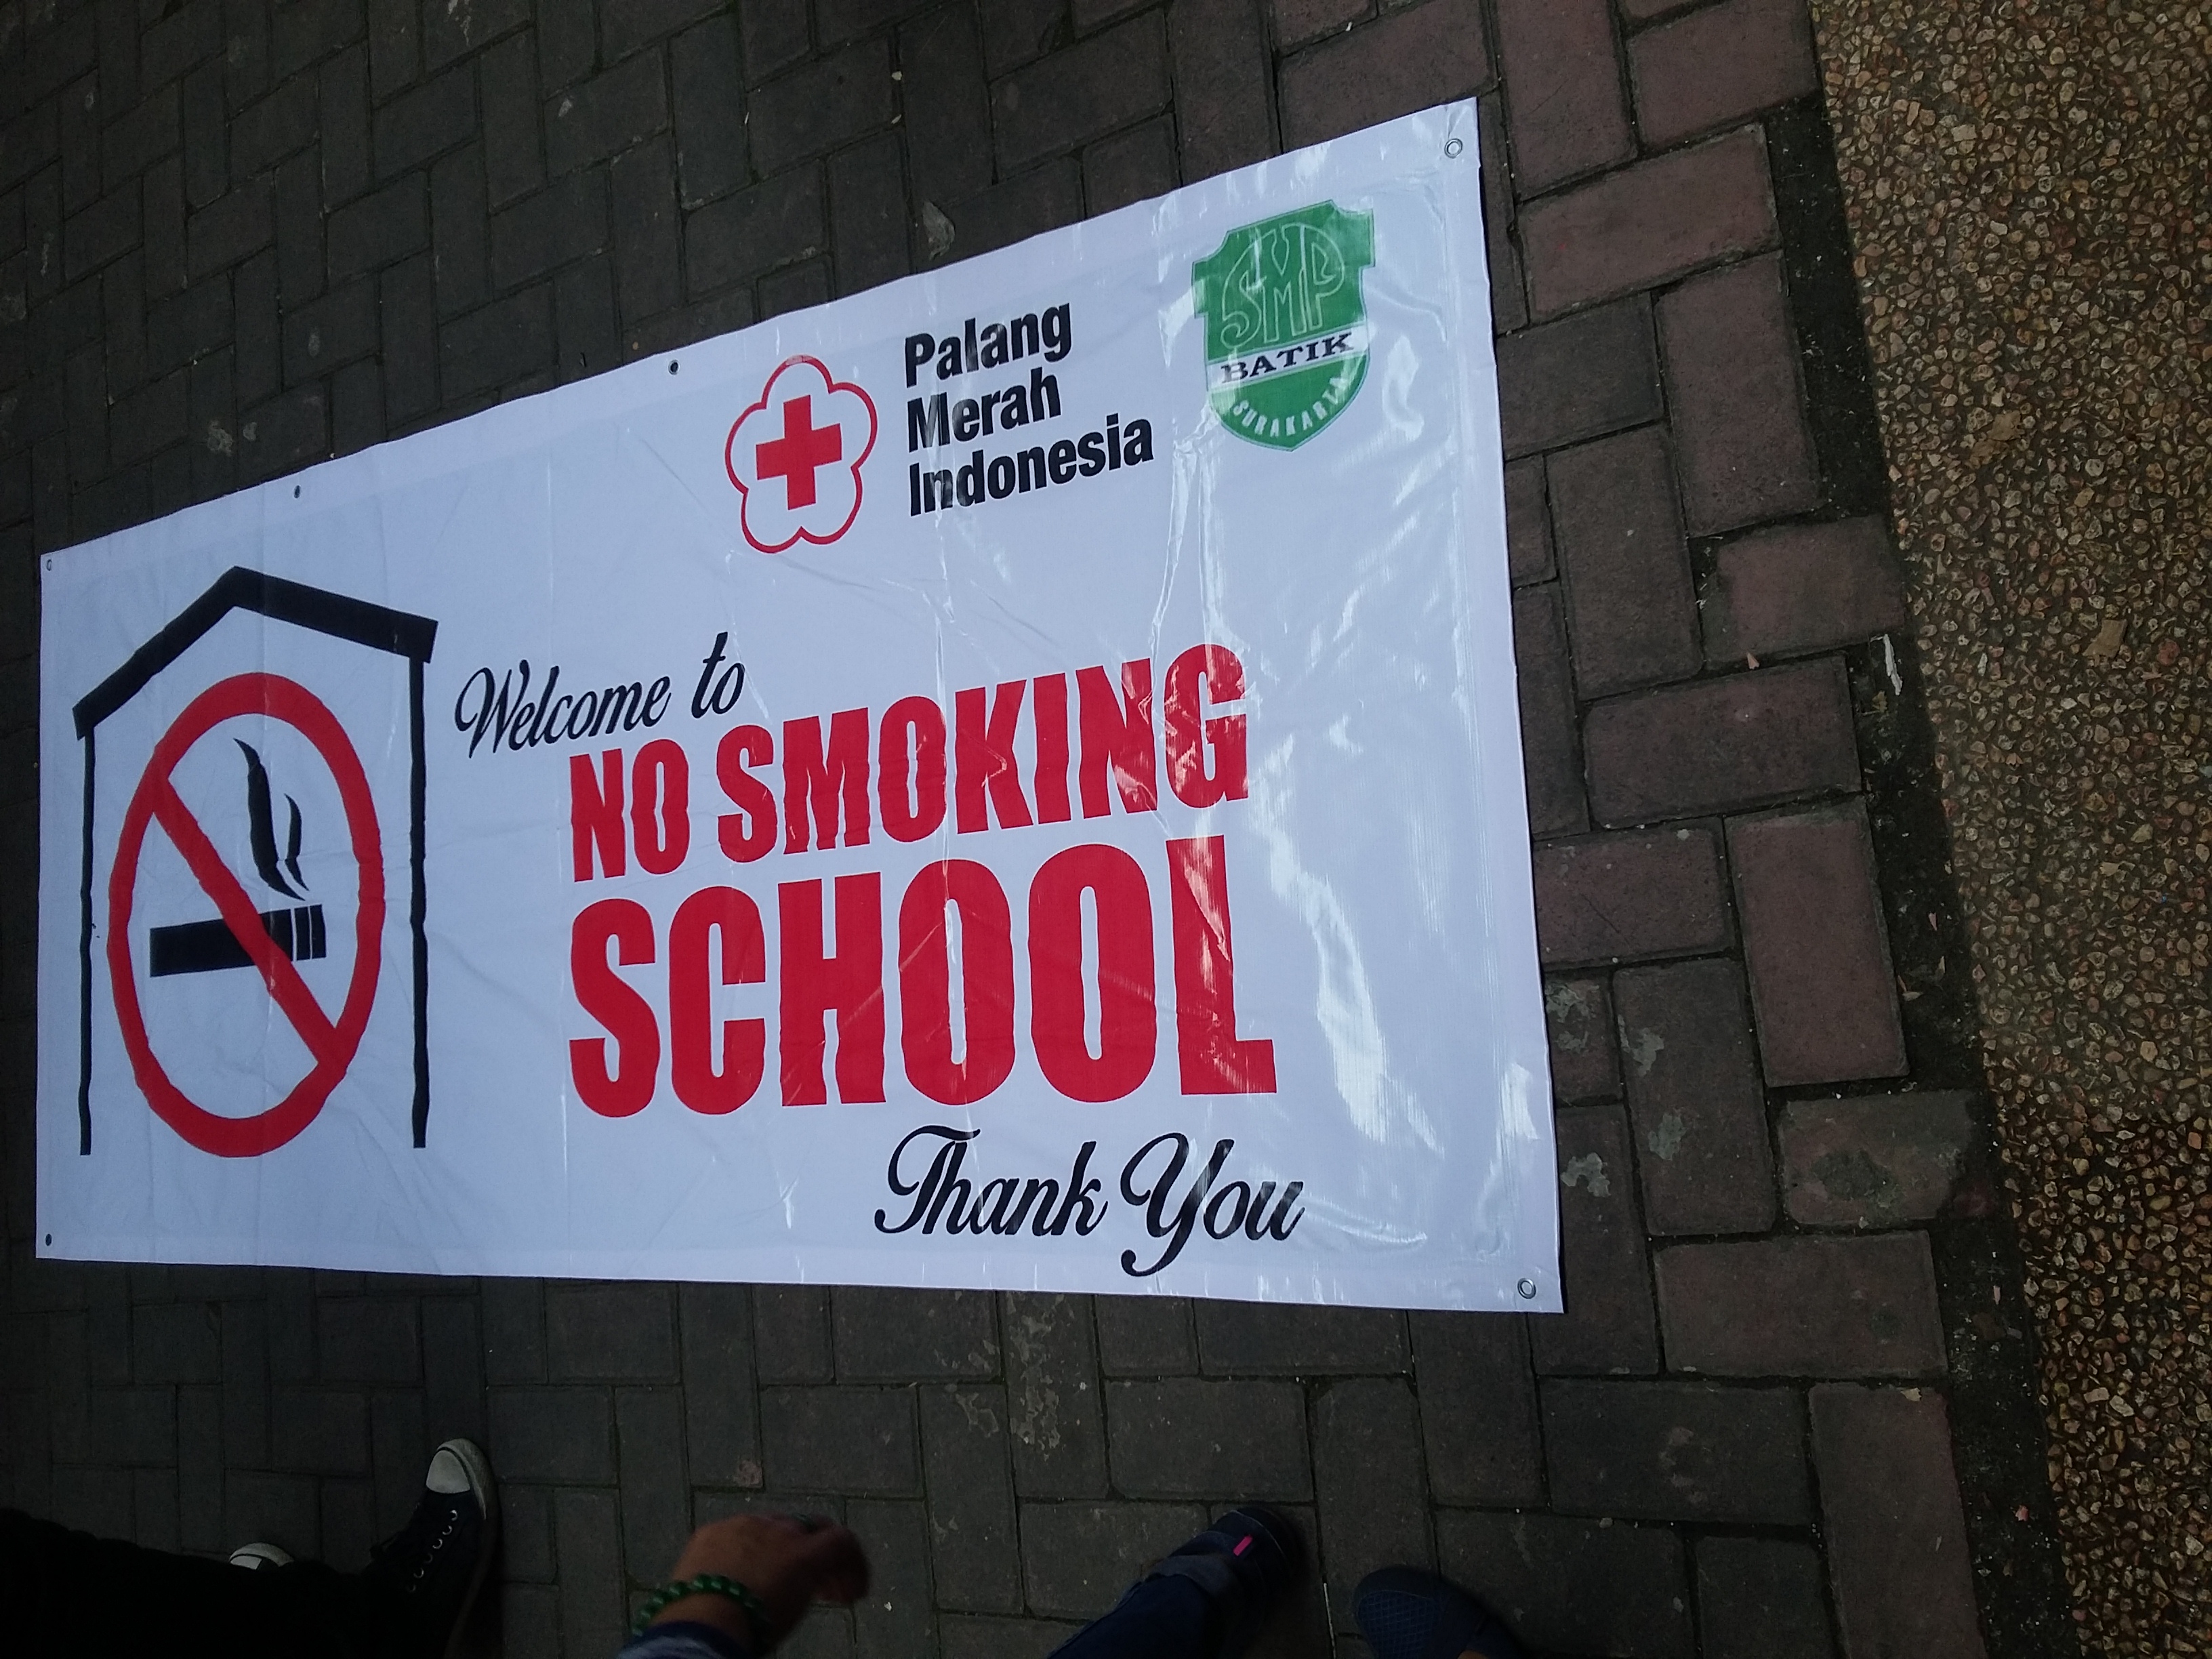 Palang
Merah
Indonesia
SMP
BATIK
SURAKARTA
Welcome to
NO SMOKING
SCHOOL
Thank You